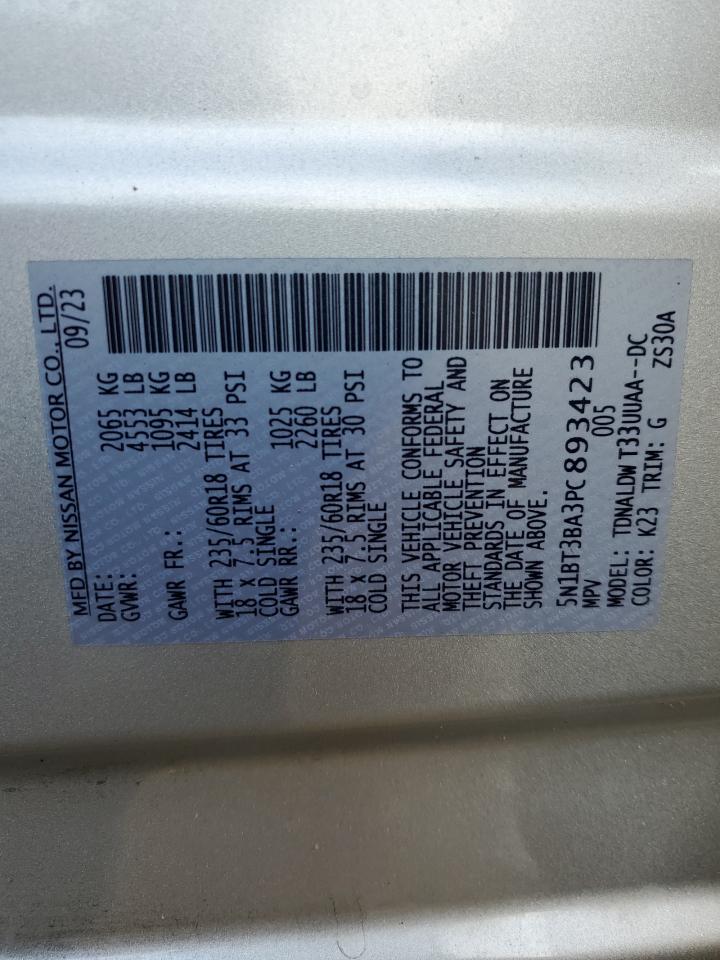 MFD BY NISSAN MOTOR CO., LTD.
DATE: 09/23
GVWR: 2065 KG
4553 LB
GAWR FR.: 1095 KG
2414 LB
WITH 235/60R18 TIRES
18 X 7.5 RIMS AT 33 PSI
COLD SINGLE
GAWR RR.: 1025 KG
2260 LB
WITH 235/60R18 TIRES
18 X 7.5 RIMS AT 30 PSI
COLD SINGLE
THIS VEHICLE CONFORMS TO
ALL APPLICABLE FEDERAL
MOTOR VEHICLE SAFETY AND
THEFT PREVENTION
STANDARDS IN EFFECT ON
THE DATE OF MANUFACTURE
SHOWN ABOVE.
5N1BT3BA3PC893423
MPV 005
MODEL: TDNALDW T33UUAA--DC
COLOR: K23 TRIM: G ZS30A